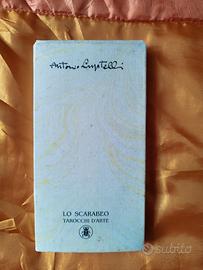 Antonio Lupatelli
LO SCARABEO
TAROCCHI D'ARTE
subito